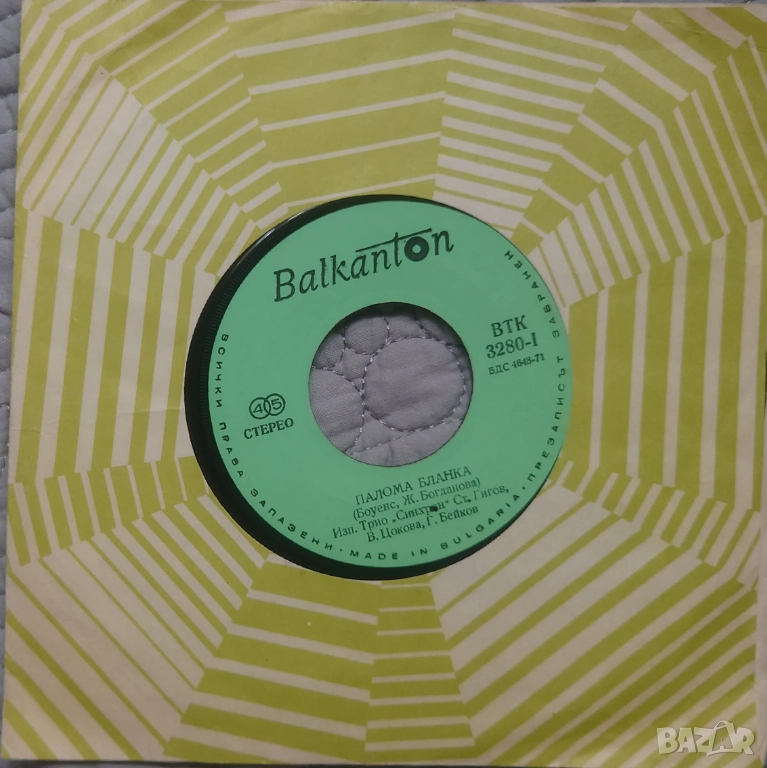 Balkanton
ВТК
3280-I
БДС 4648-71
45
СТЕРЕО
ПАЛОМА БЛАНКА
(Боуенс, Ж. Богданова)
Изп. Трио „Синхтрон“ Ст. Гигов,
В. Цокова, Г. Бейков
ВСИЧКИ ПРАВА ЗАПАЗЕНИ · MADE IN BULGARIA · ПРЕЗАПИСЪТ ЗАБРАНЕН
BAZAR